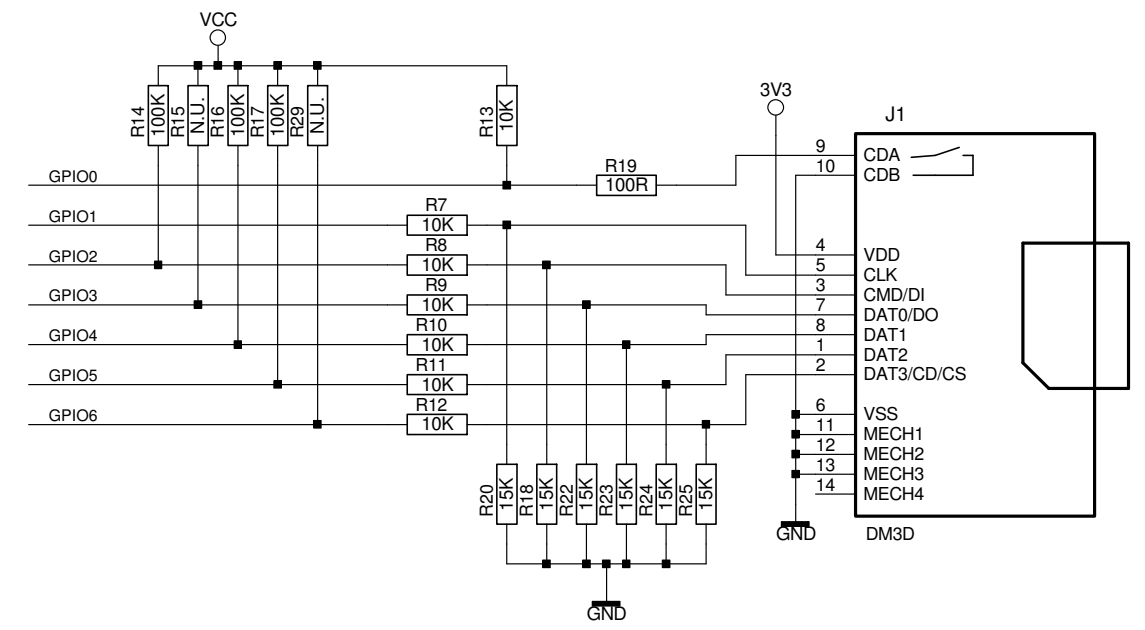 VCC
R14 100K R15 N.U. R16 100K R17 100K R29 N.U.
R13 10K
3V3
J1
GPIO0
R19
100R
9 CDA
10 CDB
GPIO1
R7
10K
GPIO2
R8
10K
4 VDD
5 CLK
GPIO3
R9
10K
3 CMD/DI
7 DAT0/DO
GPIO4
R10
10K
8 DAT1
1 DAT2
GPIO5
R11
10K
2 DAT3/CD/CS
GPIO6
R12
10K
6 VSS
11 MECH1
12 MECH2
13 MECH3
14 MECH4
R20 15K R18 15K R22 15K R23 15K R24 15K R25 15K
GND
DM3D
GND